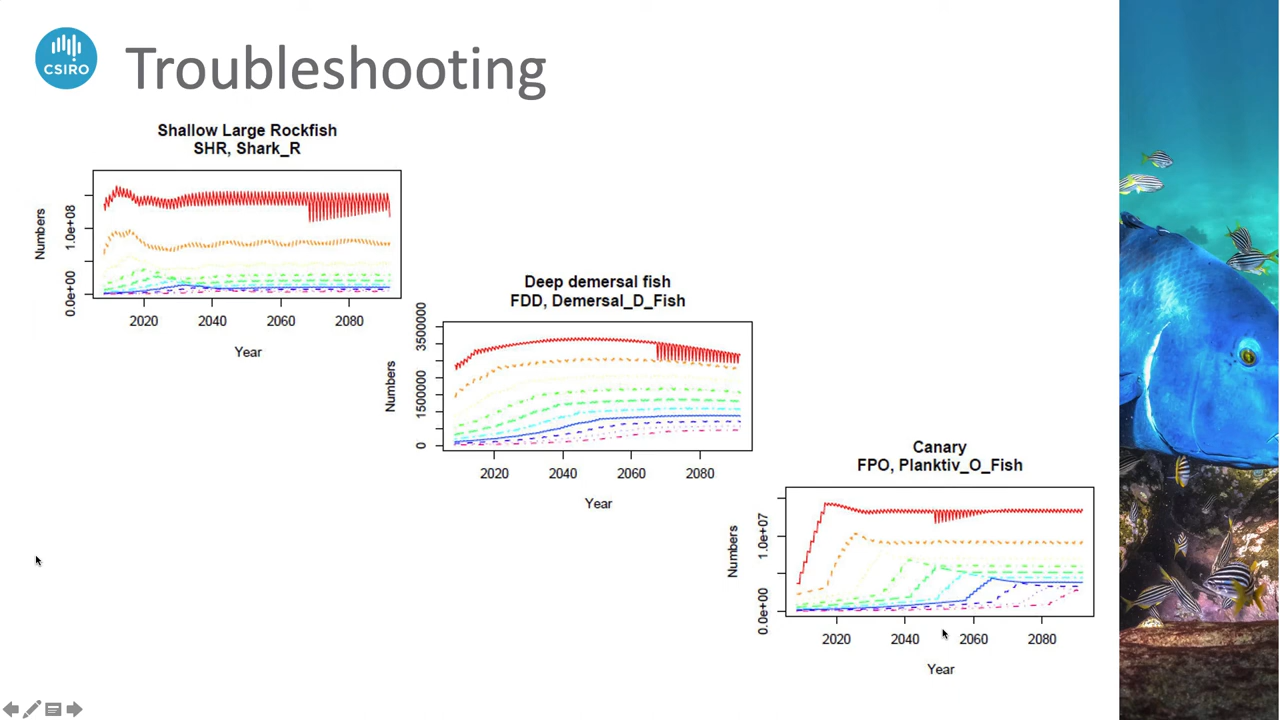 CSIRO
Troubleshooting
Shallow Large Rockfish
SHR, Shark_R
Numbers
0.0e+00
1.0e+08
2020
2040
2060
2080
Year
Deep demersal fish
FDD, Demersal_D_Fish
Numbers
0
1500000
3500000
2020
2040
2060
2080
Year
Canary
FPO, Planktiv_O_Fish
Numbers
0.0e+00
1.0e+07
2020
2040
2060
2080
Year